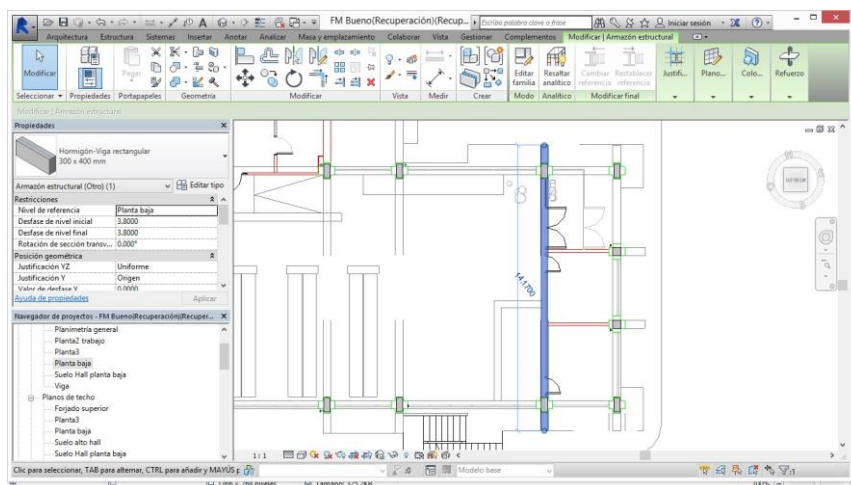 FM Bueno(Recuperación)(Recup...
Escriba palabra clave o frase
Iniciar sesión
Arquitectura Estructura Sistemas Insertar Anotar Analizar Masa y emplazamiento Colaborar Vista Gestionar Complementos Modificar | Armazón estructural
Modificar
Pegar
Editar familia
Resaltar analítico
Cambiar referencia
Restablecer referencia
Justifi...
Plano...
Colo...
Refuerzo
Seleccionar Propiedades Portapapeles Geometría Modificar Vista Medir Crear Modo Analítico Modificar final
Modificar | Armazón estructural
Propiedades
Hormigón-Viga rectangular
300 x 400 mm
Armazón estructural (Otro) (1) Editar tipo
Restricciones
Nivel de referencia Planta baja
Desfase de nivel inicial 3.8000
Desfase de nivel final 3.8000
Rotación de sección transv... 0.000°
Posición geométrica
Justificación YZ Uniforme
Justificación Y Origen
Valor de desfase Y 0.0000
Ayuda de propiedades Aplicar
14.1700
SUPERIOR
Navegador de proyectos - FM Bueno(Recuperación)(Recuper...
Planimetría general
Planta2 trabajo
Planta3
Planta baja
Suelo Hall planta baja
Viga
Planos de techo
Forjado superior
Planta3
Planta baja
Suelo alto hall
Suelo Hall planta baja
1:1
Clic para seleccionar, TAB para alternar, CTRL para añadir y MAYÚS
:0
Modelo base
:1